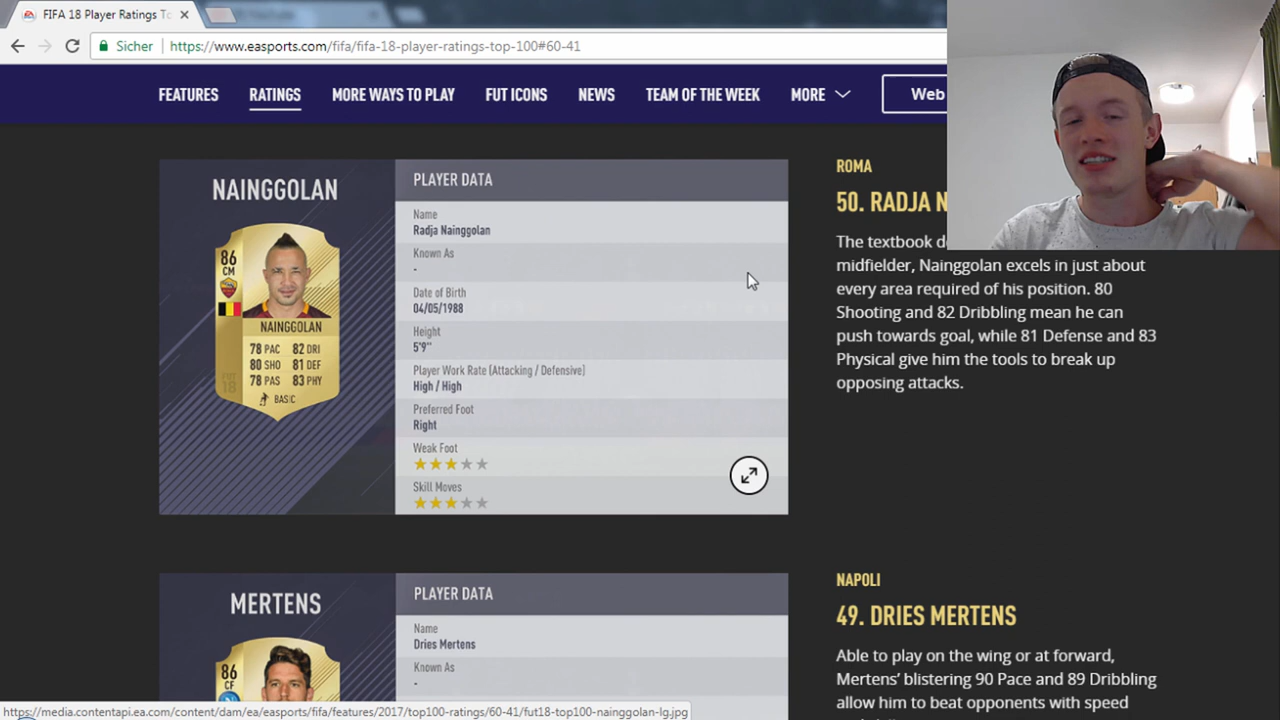 FIFA 18 Player Ratings To
Sicher https://www.easports.com/fifa/fifa-18-player-ratings-top-100#60-41
FEATURES RATINGS MORE WAYS TO PLAY FUT ICONS NEWS TEAM OF THE WEEK MORE Web
NAINGGOLAN
86
CM
NAINGGOLAN
78 PAC 82 DRI
80 SHO 81 DEF
78 PAS 83 PHY
BASIC
PLAYER DATA
Name
Radja Nainggolan
Known As
-
Date of Birth
04/05/1988
Height
5'9"
Player Work Rate (Attacking / Defensive)
High / High
Preferred Foot
Right
Weak Foot
Skill Moves
ROMA
50. RADJA N
The textbook
midfielder, Nainggolan excels in just about
every area required of his position. 80
Shooting and 82 Dribbling mean he can
push towards goal, while 81 Defense and 83
Physical give him the tools to break up
opposing attacks.
MERTENS
86
CF
PLAYER DATA
Name
Dries Mertens
Known As
-
NAPOLI
49. DRIES MERTENS
Able to play on the wing or at forward,
Mertens' blistering 90 Pace and 89 Dribbling
allow him to beat opponents with speed
https://media.contentapi.ea.com/content/dam/ea/easports/fifa/features/2017/top100-ratings/60-41/fut18-top100-nainggolan-lg.jpg